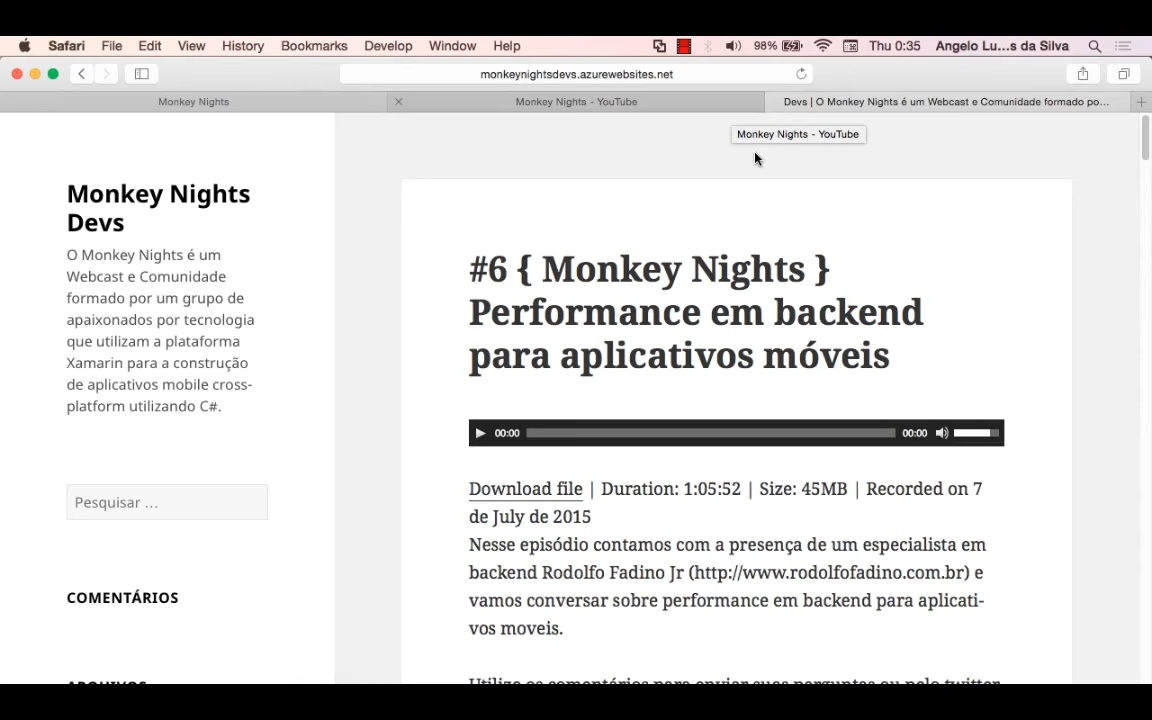 Safari File Edit View History Bookmarks Develop Window Help 98% Thu 0:35 Angelo Lu...s da Silva
monkeynightsdevs.azurewebsites.net
Monkey Nights
Monkey Nights - YouTube
Devs | O Monkey Nights é um Webcast e Comunidade formado po...
Monkey Nights - YouTube
Monkey Nights
Devs
O Monkey Nights é um
Webcast e Comunidade
formado por um grupo de
apaixonados por tecnologia
que utilizam a plataforma
Xamarin para a construção
de aplicativos mobile cross-
platform utilizando C#.
Pesquisar ...
COMENTÁRIOS
ARQUIVOS
#6 { Monkey Nights }
Performance em backend
para aplicativos móveis
00:00 00:00
Download file | Duration: 1:05:52 | Size: 45MB | Recorded on 7
de July de 2015
Nesse episódio contamos com a presença de um especialista em
backend Rodolfo Fadino Jr (http://www.rodolfofadino.com.br) e
vamos conversar sobre performance em backend para aplicati-
vos moveis.
Utilize os comentários para enviar suas perguntas ou pelo twitter